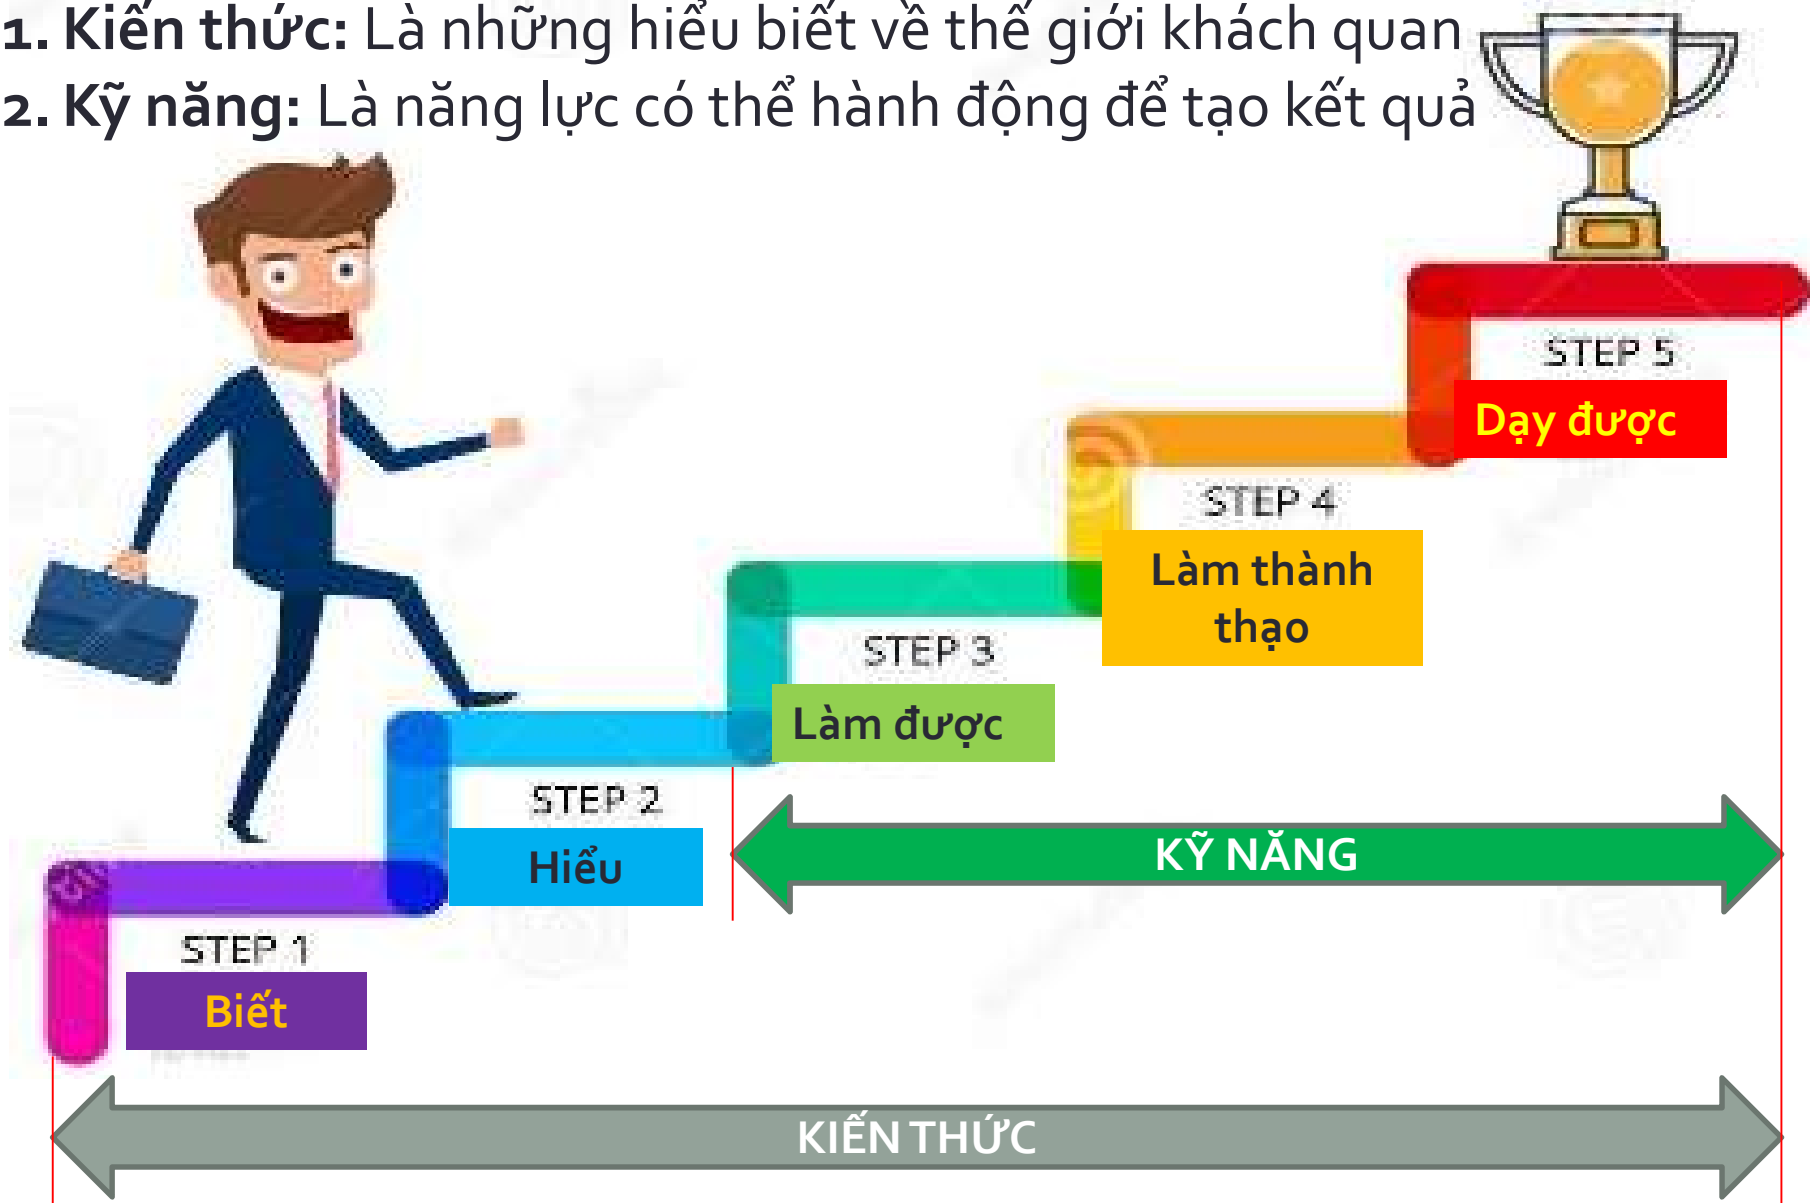 1. Kiến thức: Là những hiểu biết về thế giới khách quan
2. Kỹ năng: Là năng lực có thể hành động để tạo kết quả
STEP 5
Dạy được
STEP 4
Làm thành
thạo
STEP 3
Làm được
STEP 2
Hiểu
KỸ NĂNG
STEP 1
Biết
KIẾN THỨC